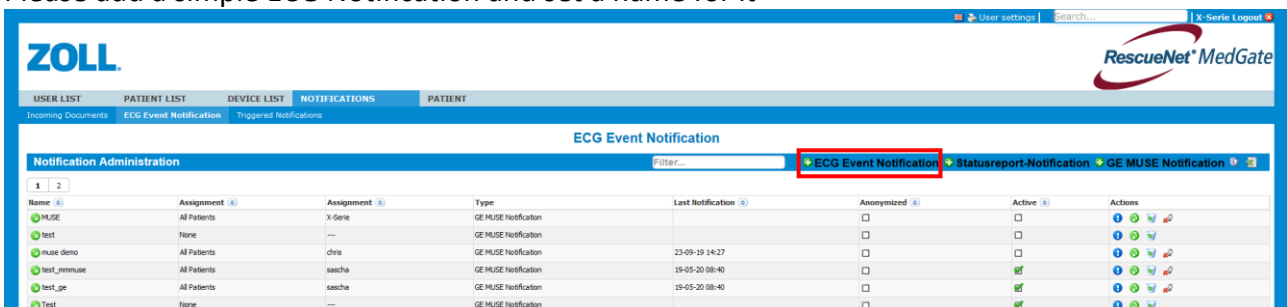 Please add a simple ECG Notification and set a name for it
User settings | Search... | X-Serie Logout
ZOLL.
RescueNet® MedGate
USER LIST PATIENT LIST DEVICE LIST NOTIFICATIONS PATIENT
Incoming Documents ECG Event Notification Triggered Notifications
ECG Event Notification
Notification Administration Filter... ECG Event Notification Statusreport-Notification GE MUSE Notification
1 2
Name Assignment Assignment Type Last Notification Anonymized Active Actions
MUSE All Patients X-Serie GE MUSE Notification
test None --- GE MUSE Notification
muse demo All Patients chris GE MUSE Notification 23-09-19 14:27
test_mmmuse All Patients sascha GE MUSE Notification 19-05-20 08:40
test_ge All Patients sascha GE MUSE Notification 19-05-20 08:40
Test None --- GE MUSE Notification